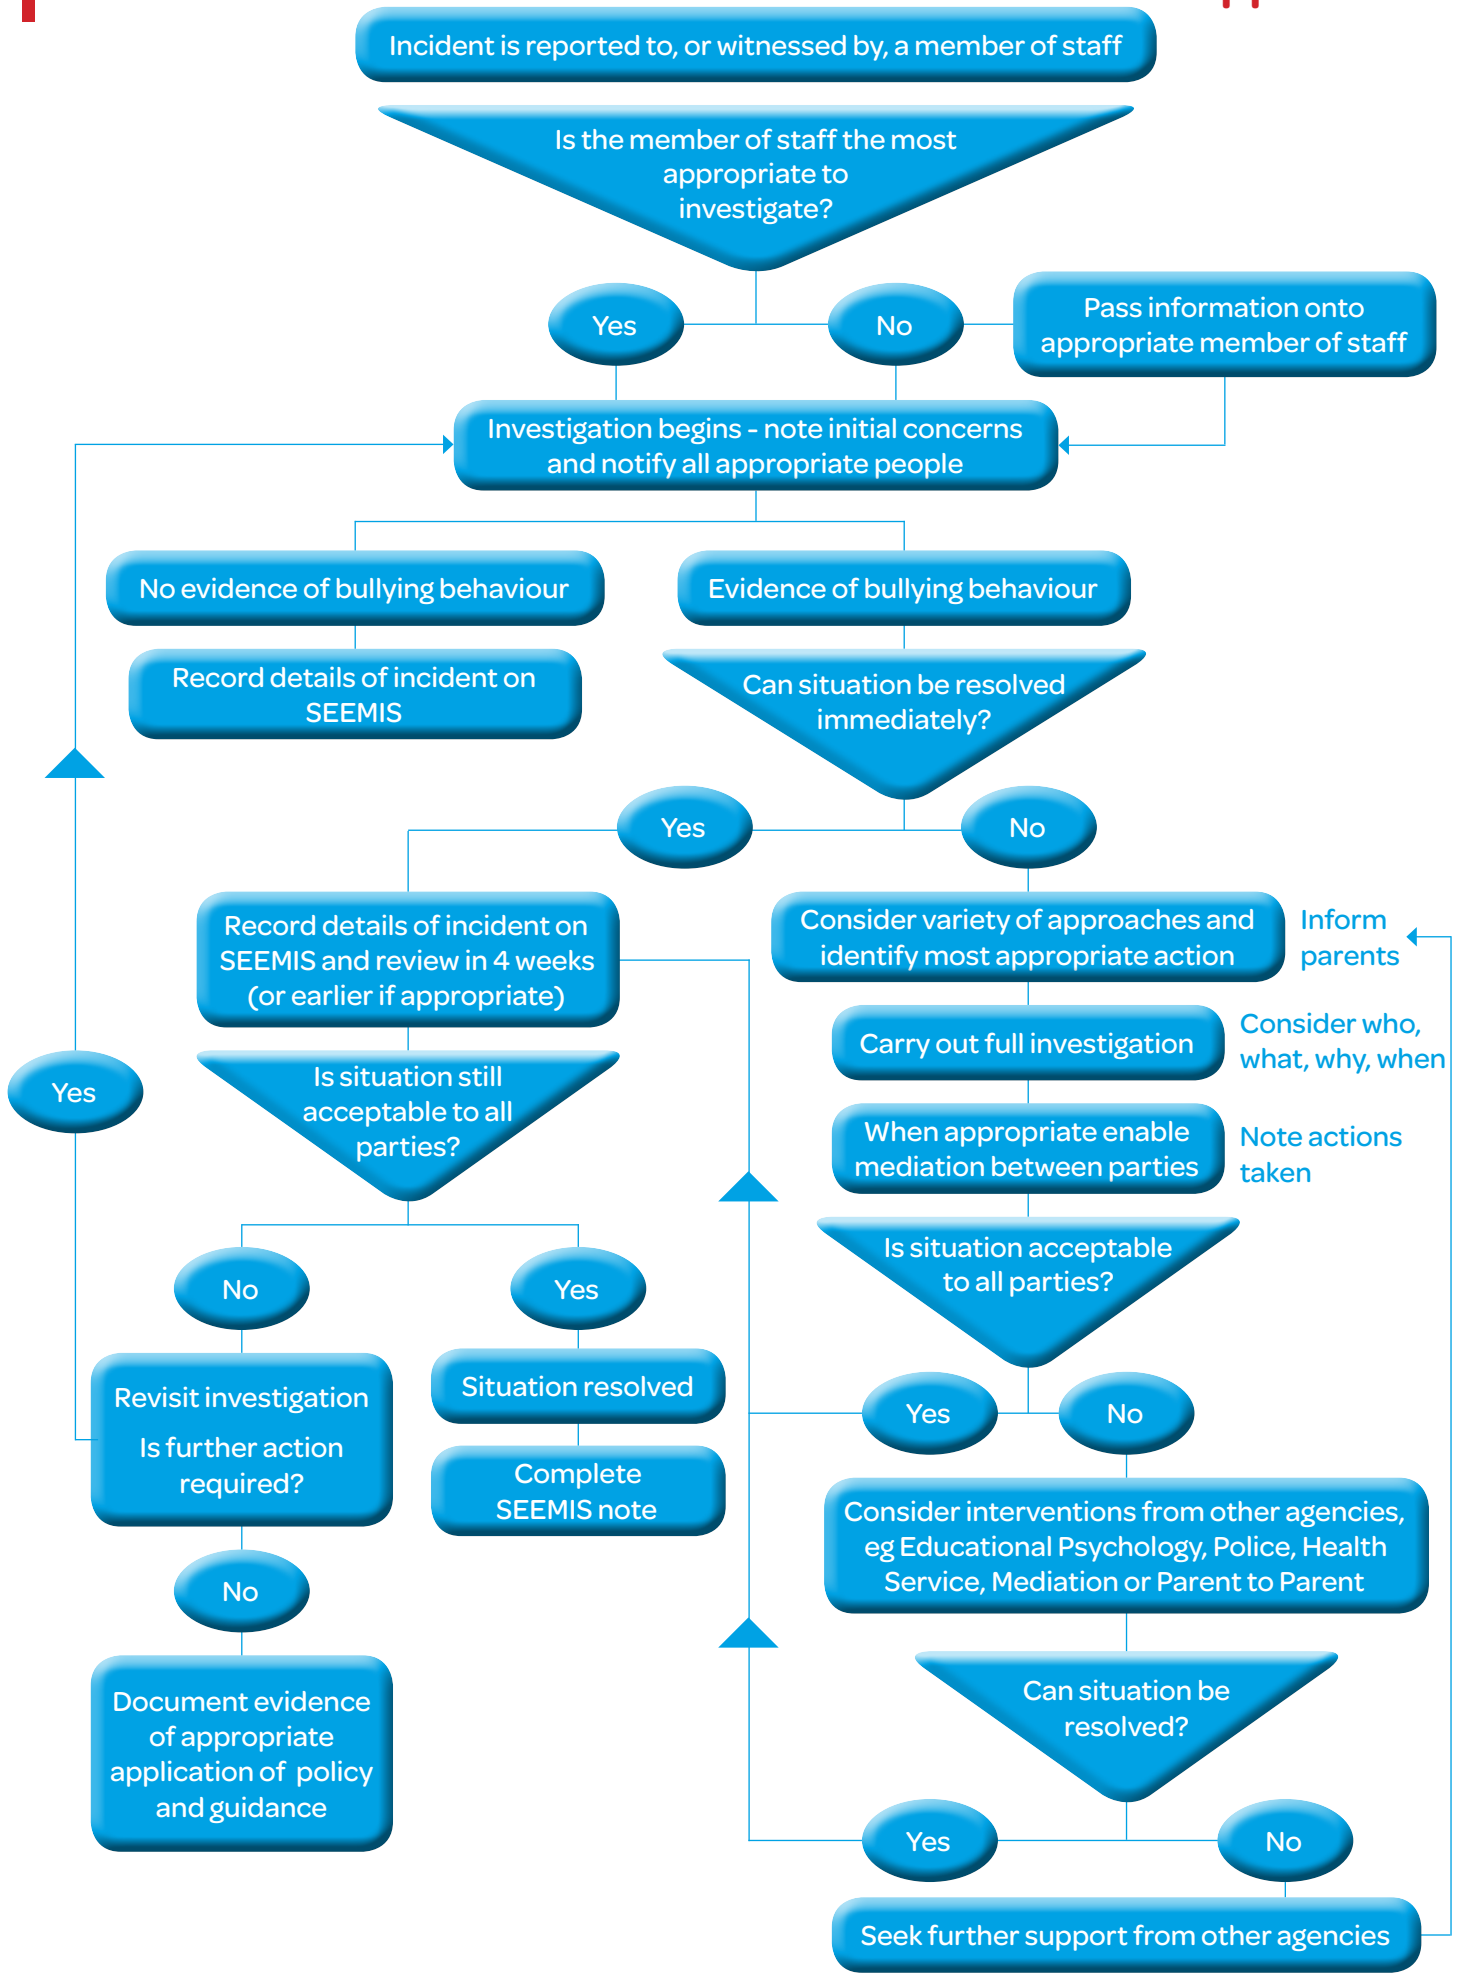 Incident is reported to, or witnessed by, a member of staff
Is the member of staff the most
appropriate to
investigate?
Yes
No
Pass information onto
appropriate member of staff
Investigation begins - note initial concerns
and notify all appropriate people
No evidence of bullying behaviour
Evidence of bullying behaviour
Record details of incident on
SEEMIS
Can situation be resolved
immediately?
Yes
No
Record details of incident on
SEEMIS and review in 4 weeks
(or earlier if appropriate)
Consider variety of approaches and
identify most appropriate action
Inform
parents
Carry out full investigation
Consider who,
what, why, when
Yes
Is situation still
acceptable to all
parties?
When appropriate enable
mediation between parties
Note actions
taken
Is situation acceptable
to all parties?
No
Yes
Revisit investigation
Is further action
required?
Situation resolved
Yes
No
Complete
SEEMIS note
Consider interventions from other agencies,
eg Educational Psychology, Police, Health
Service, Mediation or Parent to Parent
No
Document evidence
of appropriate
application of policy
and guidance
Can situation be
resolved?
Yes
No
Seek further support from other agencies